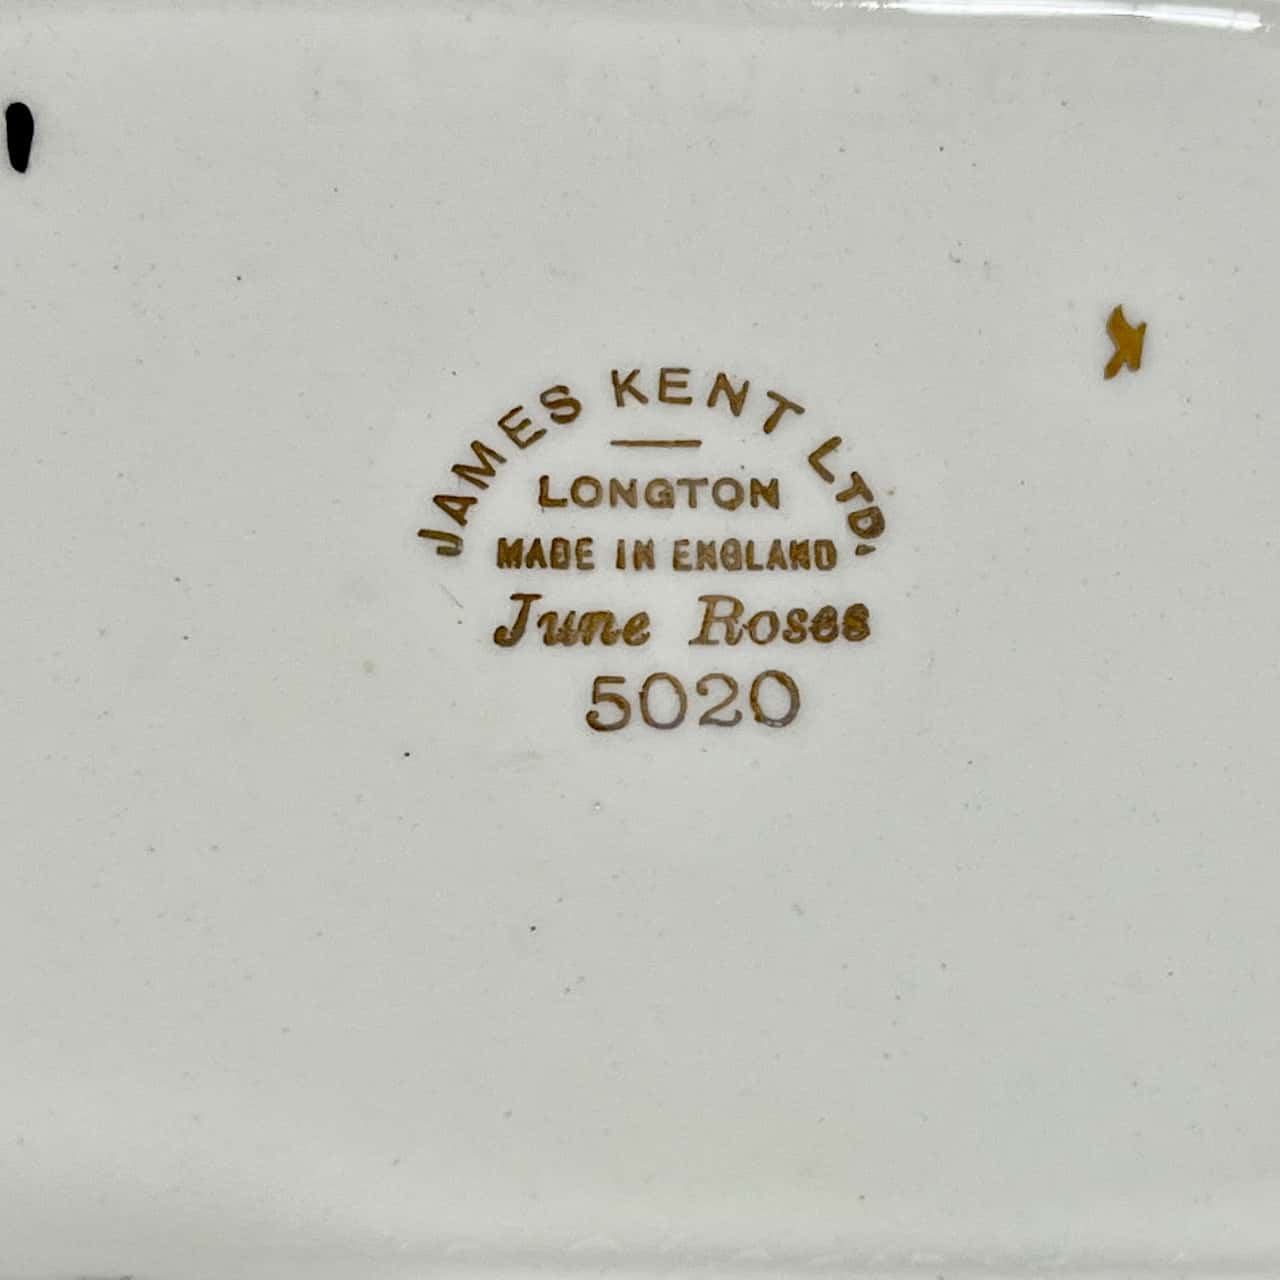 JAMES KENT LTD.
LONGTON
MADE IN ENGLAND
June Roses
5020